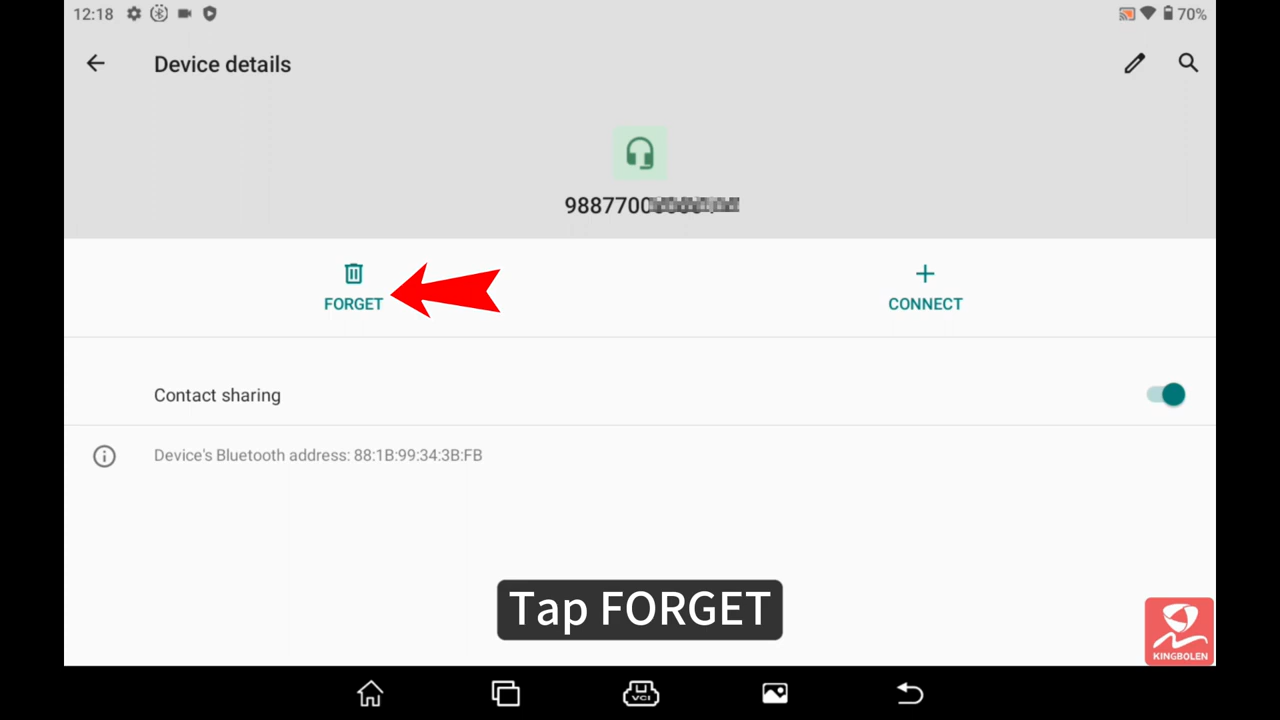 12:18
70%
Device details
9887700
FORGET
CONNECT
Contact sharing
Device's Bluetooth address: 88:1B:99:34:3B:FB
Tap FORGET
KINGBOLEN
VCI